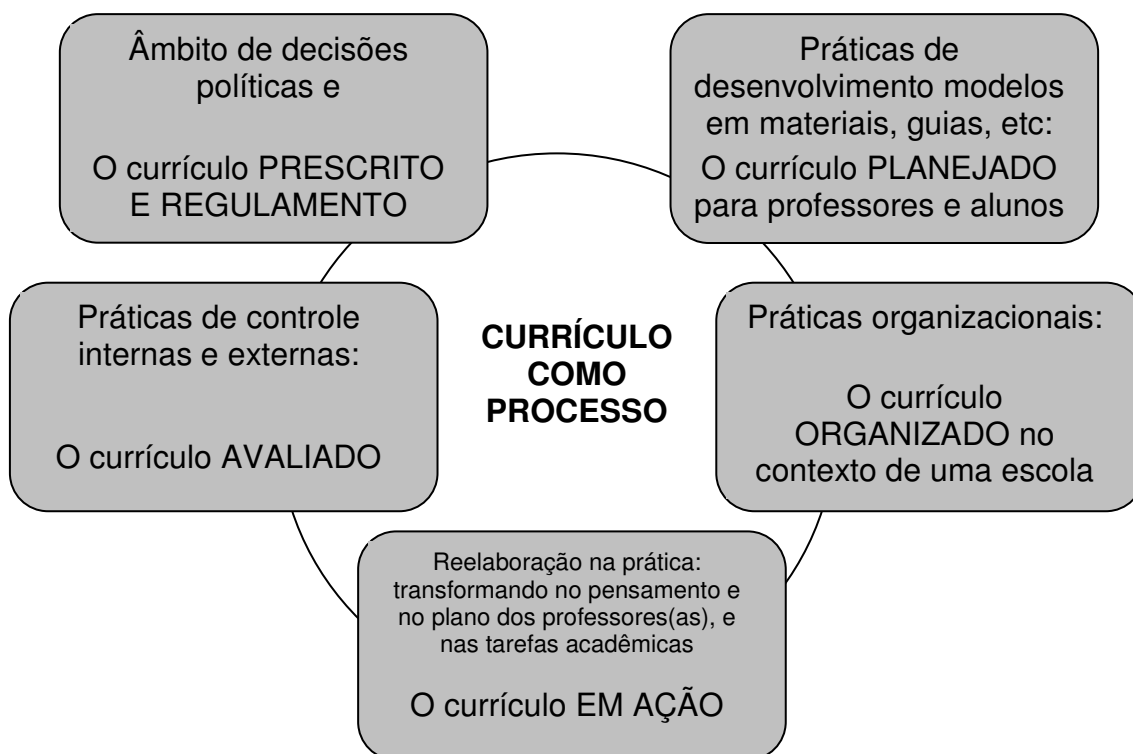 Âmbito de decisões
políticas e
O currículo PRESCRITO
E REGULAMENTO
Práticas de
desenvolvimento modelos
em materiais, guias, etc:
O currículo PLANEJADO
para professores e alunos
Práticas de controle
internas e externas:
O currículo AVALIADO
CURRÍCULO
COMO
PROCESSO
Práticas organizacionais:
O currículo
ORGANIZADO no
contexto de uma escola
Reelaboração na prática:
transformando no pensamento e
no plano dos professores(as), e
nas tarefas acadêmicas
O currículo EM AÇÃO